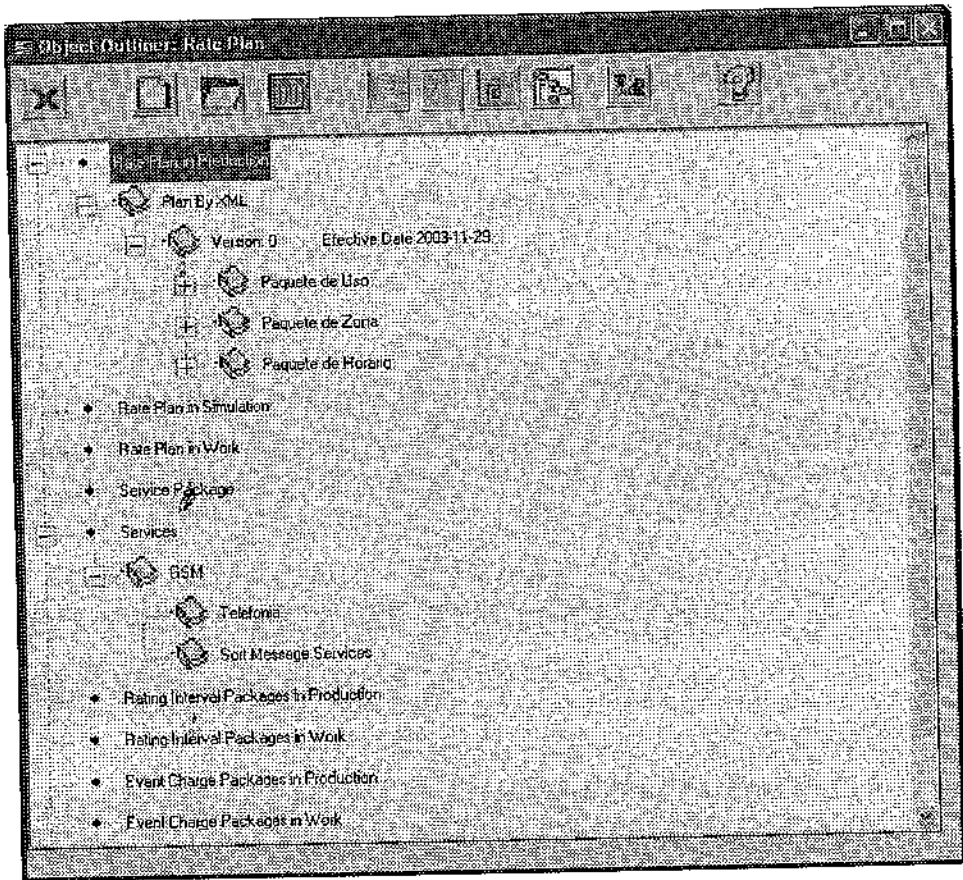 Object Outliner: Rate Plan
Rate Plan in Production
Plan By XML
Version: 0 Efective Date 2003-11-29
Paquete de Uso
Paquete de Zona
Paquete de Horario
Rate Plan in Simulation
Rate Plan in Work
Service Package
Services
GSM
Telefonia
Sort Message Services
Rating Interval Packages in Production
Rating Interval Packages in Work
Event Charge Packages in Production
Event Charge Packages in Work